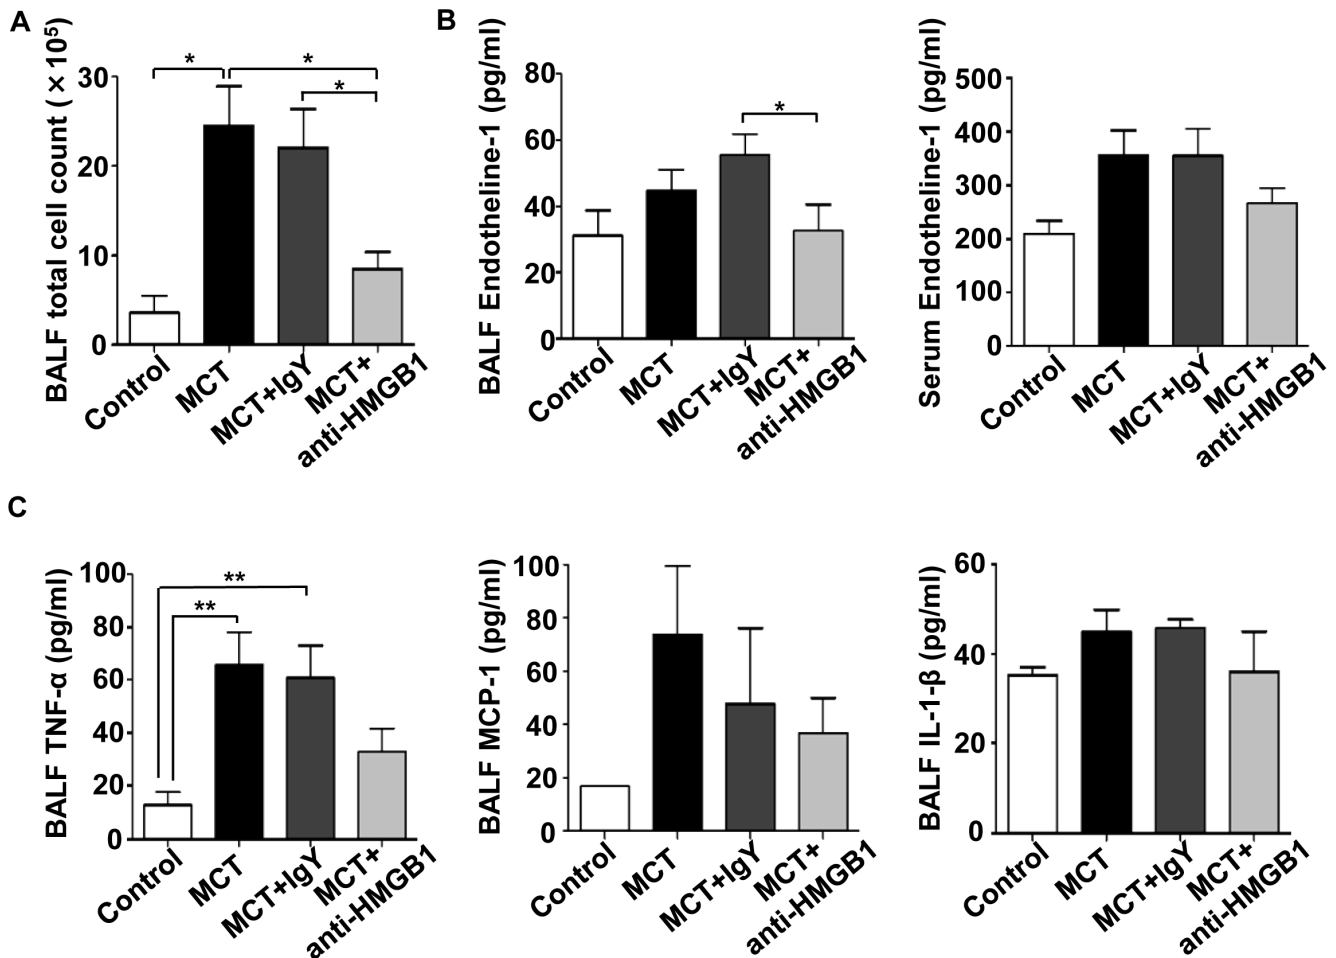 A
BALF total cell count (×10⁵)
30
20
10
0
*
*
*
Control
MCT
MCT+IgY
MCT+
anti-HMGB1
B
BALF Endotheline-1 (pg/ml)
80
60
40
20
0
*
Control
MCT
MCT+IgY
MCT+
anti-HMGB1
Serum Endotheline-1 (pg/ml)
500
400
300
200
100
0
Control
MCT
MCT+IgY
MCT+
anti-HMGB1
C
BALF TNF-α (pg/ml)
100
80
60
40
20
0
**
**
Control
MCT
MCT+IgY
MCT+
anti-HMGB1
BALF MCP-1 (pg/ml)
100
80
60
40
20
0
Control
MCT
MCT+IgY
MCT+
anti-HMGB1
BALF IL-1-β (pg/ml)
60
40
20
0
Control
MCT
MCT+IgY
MCT+
anti-HMGB1